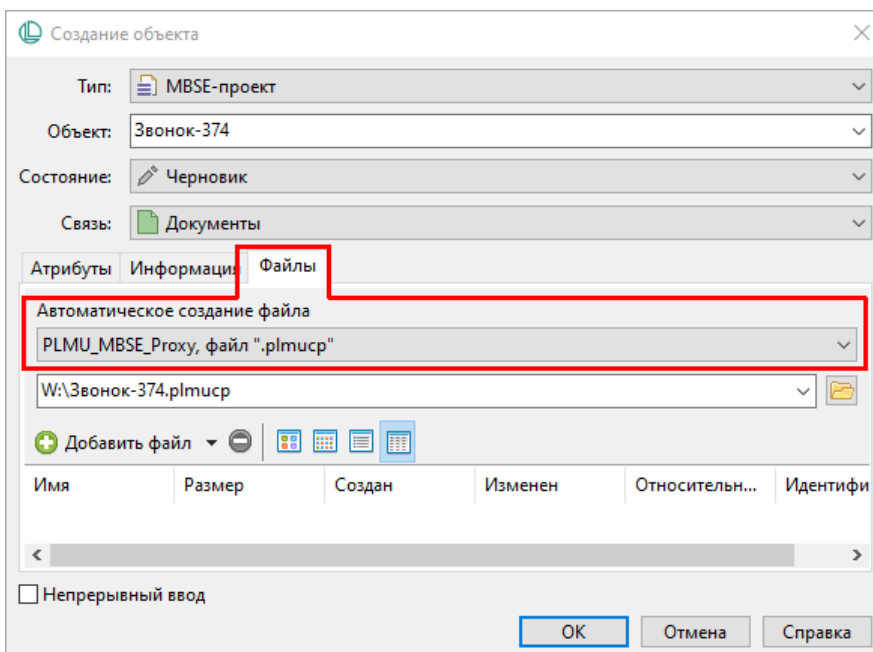 Создание объекта
Тип: MBSE-проект
Объект: Звонок-374
Состояние: Черновик
Связь: Документы
Атрибуты Информация Файлы
Автоматическое создание файла
PLMU_MBSE_Proxy, файл ".plmucp"
W:\Звонок-374.plmucp
Добавить файл
Имя Размер Создан Изменен Относительн... Идентифи
Непрерывный ввод
OK Отмена Справка